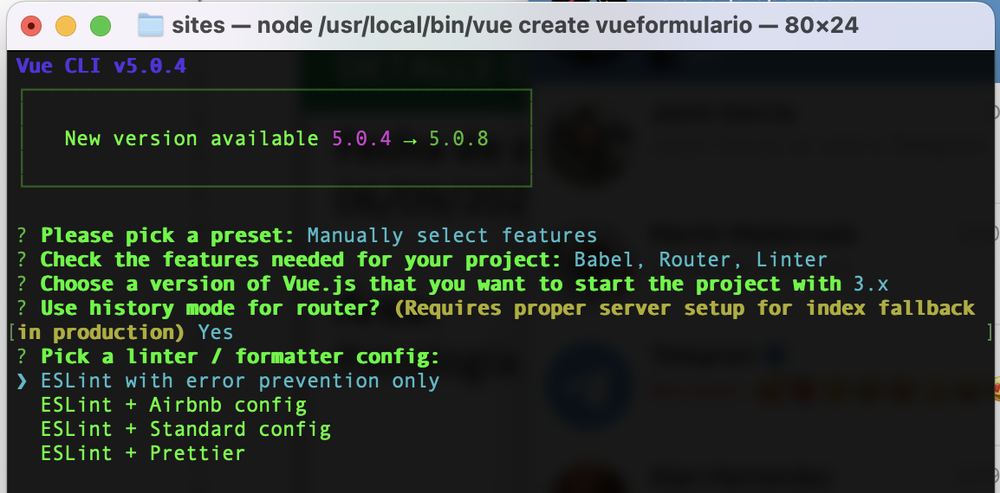 sites — node /usr/local/bin/vue create vueformulario — 80×24
Vue CLI v5.0.4
New version available 5.0.4 → 5.0.8
? Please pick a preset: Manually select features
? Check the features needed for your project: Babel, Router, Linter
? Choose a version of Vue.js that you want to start the project with 3.x
? Use history mode for router? (Requires proper server setup for index fallback
[in production) Yes ]
? Pick a linter / formatter config:
❯ ESLint with error prevention only
ESLint + Airbnb config
ESLint + Standard config
ESLint + Prettier